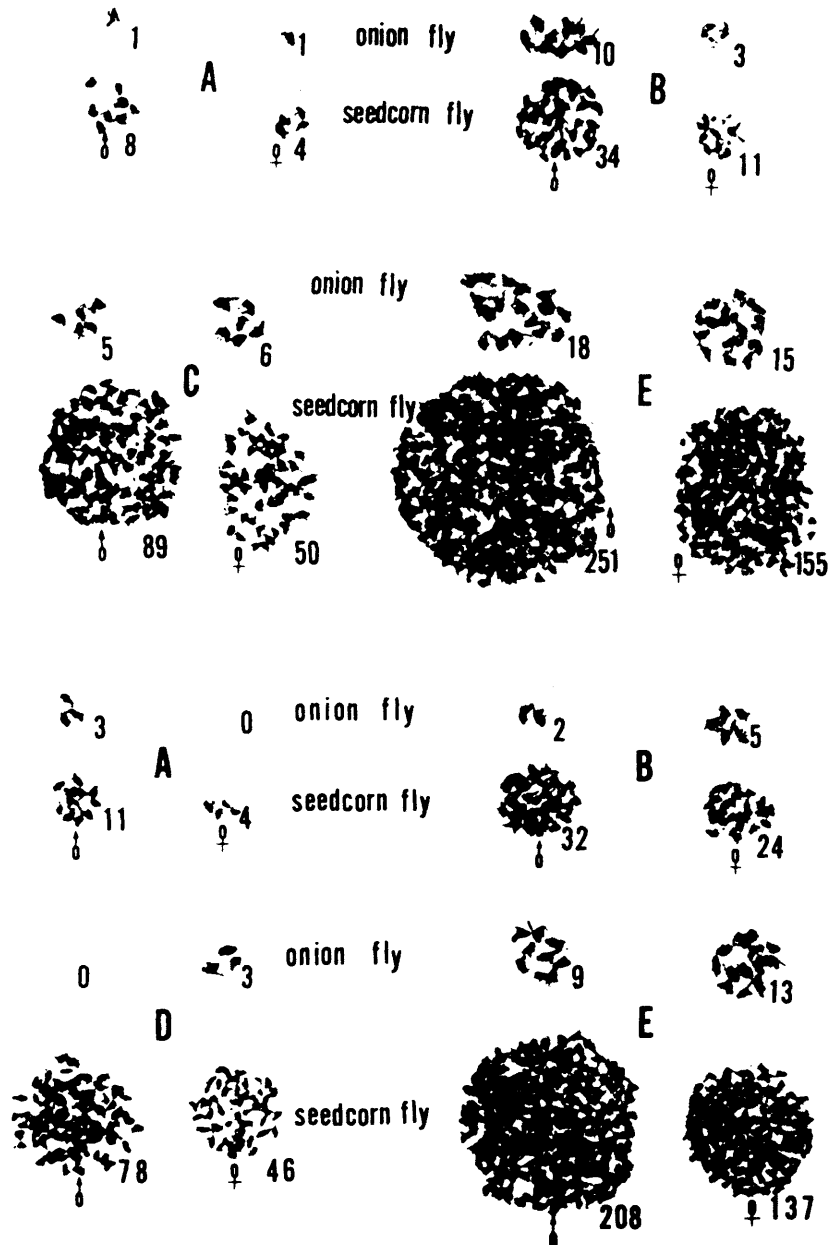 1 1 onion fly 10 3
A B
8 ♀ 4 seedcorn fly 34 ♀ 11
onion fly
5 6 18 15
C E
seedcorn fly
89 ♀ 50 251 ♀ 155
3 0 onion fly 2 5
A B
11 4 seedcorn fly 32 24
♀ ♀
0 3 onion fly 9 13
D E
seedcorn fly
78 ♀ 46 208 ♀ 137